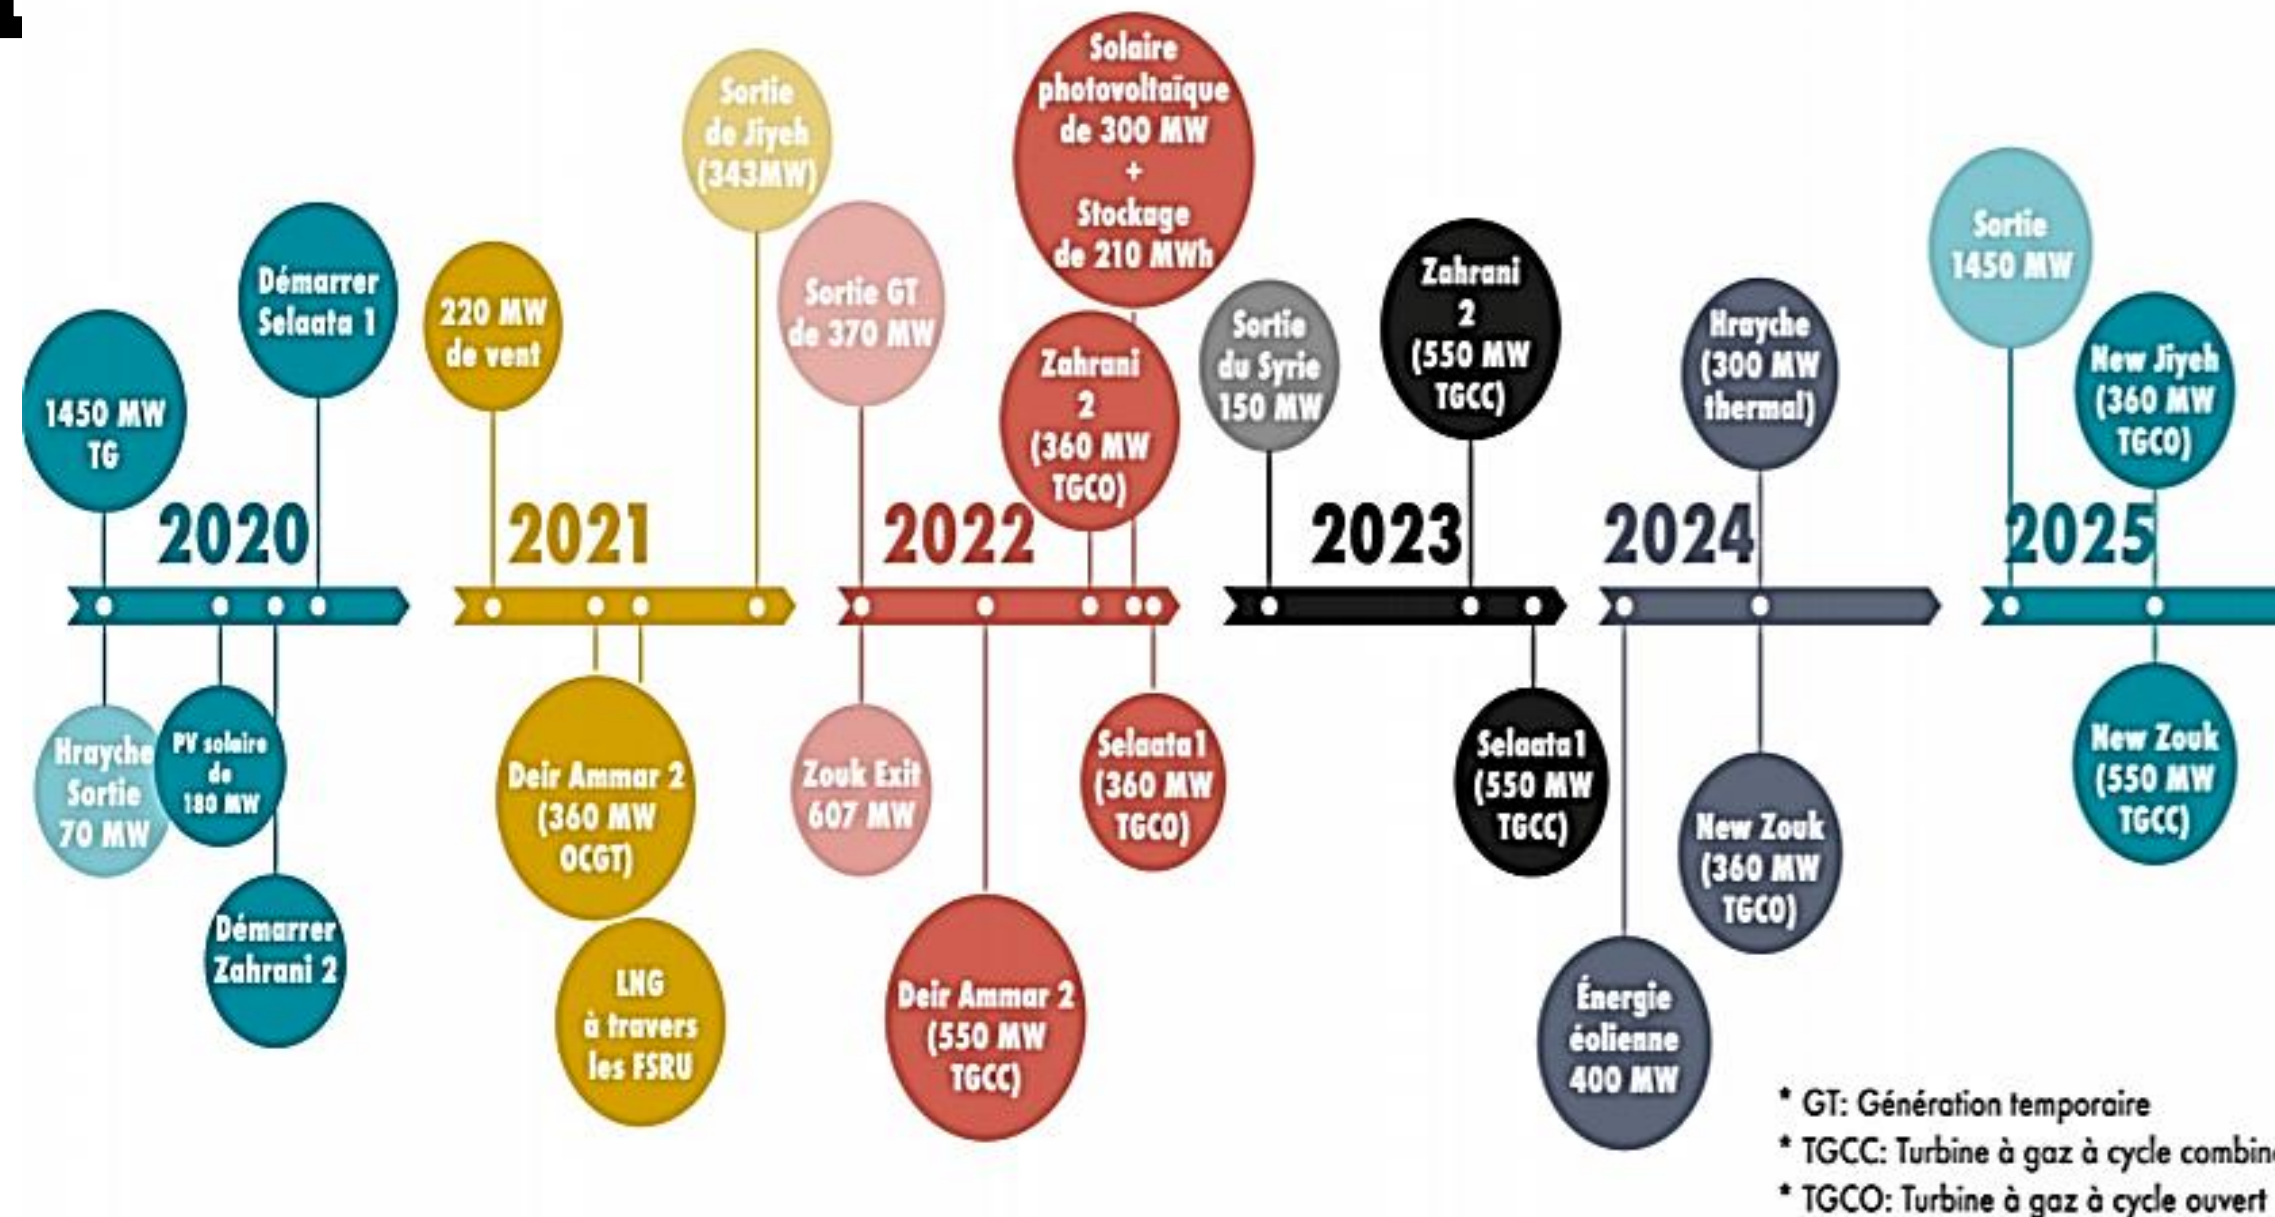 1450 MW
TG
2020
Démarrer
Selaata 1
Hrayche
Sortie
70 MW
PV solaire
de
180 MW
Démarrer
Zahrani 2
220 MW
de vent
2021
Sortie
de Jiyeh
(343MW)
Deir Ammar 2
(360 MW
OCGT)
LNG
à travers
les FSRU
Sortie GT
de 370 MW
2022
Solaire
photovoltaïque
de 300 MW
+
Stockage
de 210 MWh
Zahrani
2
(360 MW
TGCO)
Zouk Exit
607 MW
Deir Ammar 2
(550 MW
TGCC)
Selaata1
(360 MW
TGCO)
Sortie
du Syrie
150 MW
2023
Zahrani
2
(550 MW
TGCC)
Selaata1
(550 MW
TGCC)
2024
Hrayche
(300 MW
thermal)
Énergie
éolienne
400 MW
New Zouk
(360 MW
TGCO)
Sortie
1450 MW
2025
New Jiyeh
(360 MW
TGCO)
New Zouk
(550 MW
TGCC)
* GT: Génération temporaire
* TGCC: Turbine à gaz à cycle combin
* TGCO: Turbine à gaz à cycle ouvert